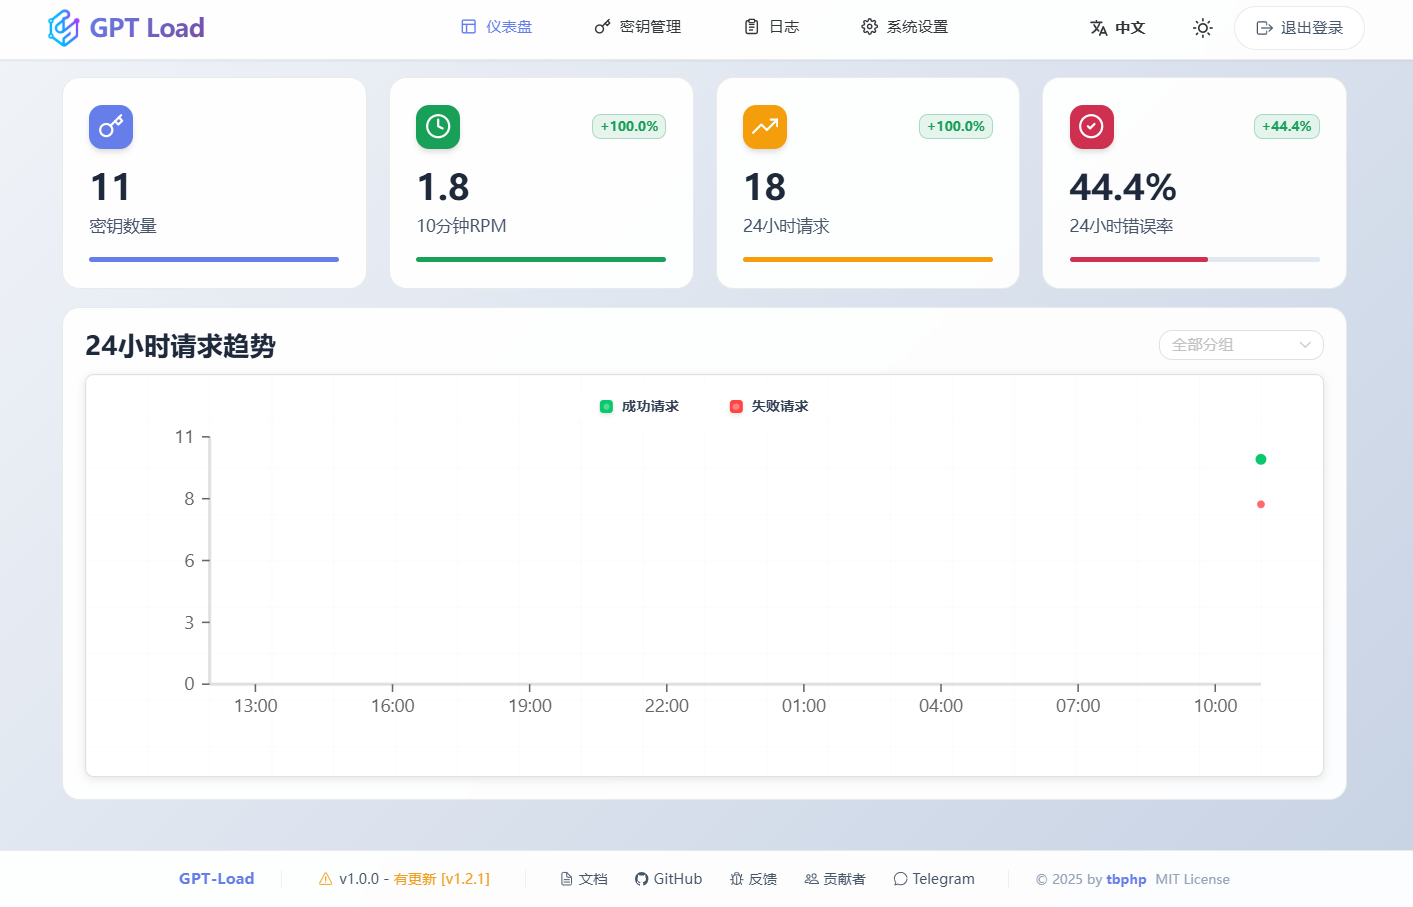 GPT Load
仪表盘
密钥管理
日志
系统设置
中文
退出登录
11
密钥数量
+100.0%
1.8
10分钟RPM
+100.0%
18
24小时请求
+44.4%
44.4%
24小时错误率
24小时请求趋势
全部分组
成功请求
失败请求
11
8
6
3
0
13:00
16:00
19:00
22:00
01:00
04:00
07:00
10:00
GPT-Load
v1.0.0 - 有更新 [v1.2.1]
文档
GitHub
反馈
贡献者
Telegram
© 2025 by tbphp MIT License